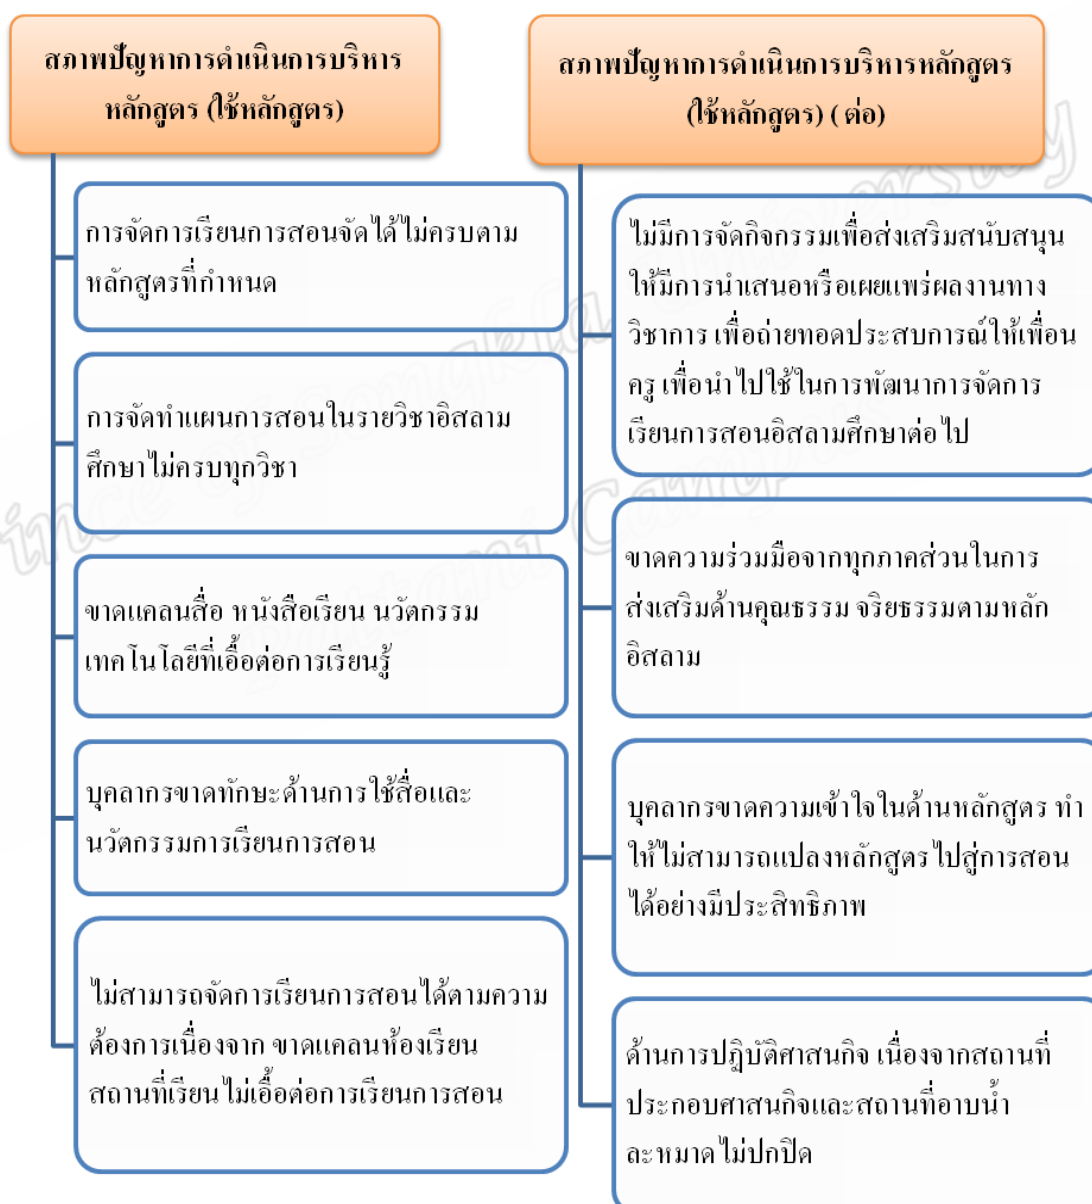 สภาพปัญหาการดำเนินการบริหาร
หลักสูตร (ใช้หลักสูตร)
การจัดการเรียนการสอนจัดได้ไม่ครบตาม
หลักสูตรที่กำหนด
การจัดทำแผนการสอนในรายวิชาอิสลาม
ศึกษาไม่ครบทุกวิชา
ขาดแคลนสื่อ หนังสือเรียน นวัตกรรม
เทคโนโลยีที่เอื้อต่อการเรียนรู้
บุคลากรขาดทักษะด้านการใช้สื่อและ
นวัตกรรมการเรียนการสอน
ไม่สามารถจัดการเรียนการสอนได้ตามความ
ต้องการเนื่องจาก ขาดแคลนห้องเรียน
สถานที่เรียนไม่เอื้อต่อการเรียนการสอน
สภาพปัญหาการดำเนินการบริหารหลักสูตร
(ใช้หลักสูตร) ( ต่อ)
ไม่มีการจัดกิจกรรมเพื่อส่งเสริมสนับสนุน
ให้มีการนำเสนอหรือเผยแพร่ผลงานทาง
วิชาการ เพื่อถ่ายทอดประสบการณ์ให้เพื่อน
ครู เพื่อนำไปใช้ในการพัฒนาการจัดการ
เรียนการสอนอิสลามศึกษาต่อไป
ขาดความร่วมมือจากทุกภาคส่วนในการ
ส่งเสริมด้านคุณธรรม จริยธรรมตามหลัก
อิสลาม
บุคลากรขาดความเข้าใจในด้านหลักสูตร ทำ
ให้ไม่สามารถแปลงหลักสูตรไปสู่การสอน
ได้อย่างมีประสิทธิภาพ
ด้านการปฏิบัติศาสนกิจ เนื่องจากสถานที่
ประกอบศาสนกิจและสถานที่อาบน้ำ
ละหมาดไม่ปกปิด